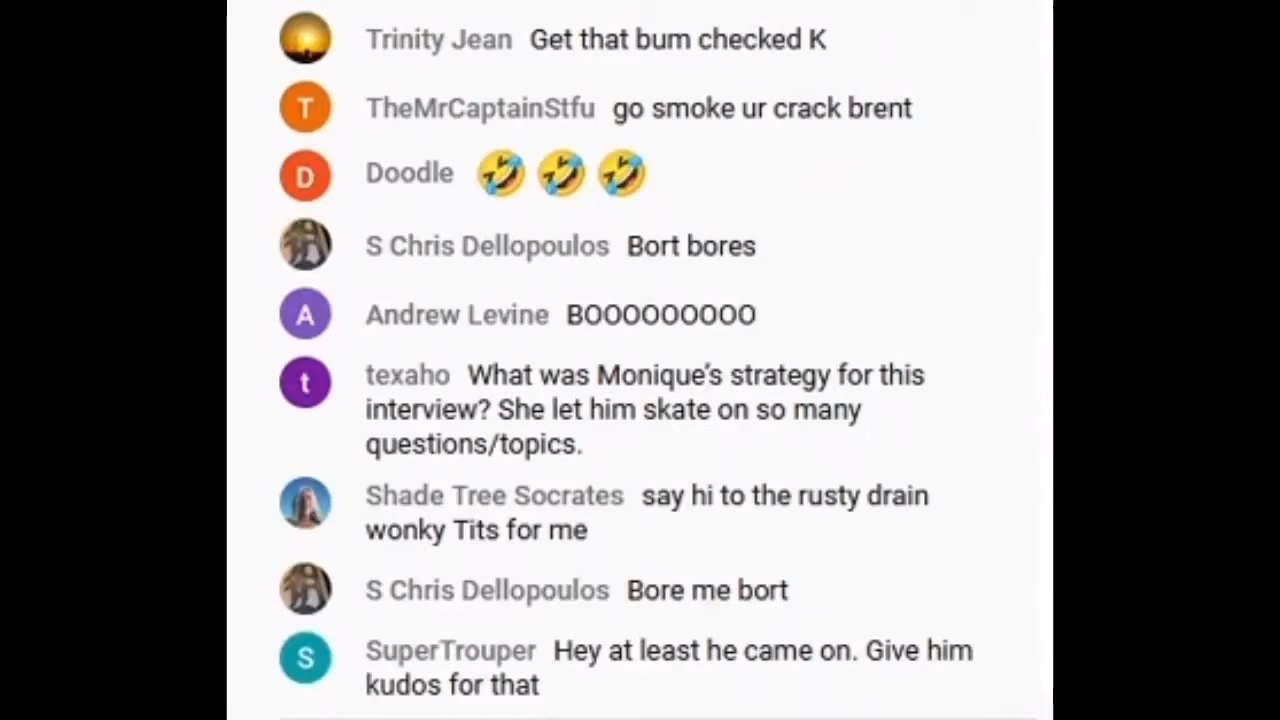 Trinity Jean Get that bum checked K
T TheMrCaptainStfu go smoke ur crack brent
D Doodle 🤣 🤣 🤣
S Chris Dellopoulos Bort bores
A Andrew Levine BOOOOOOOOO
t texaho What was Monique's strategy for this
interview? She let him skate on so many
questions/topics.
Shade Tree Socrates say hi to the rusty drain
wonky Tits for me
S Chris Dellopoulos Bore me bort
S SuperTrouper Hey at least he came on. Give him
kudos for that